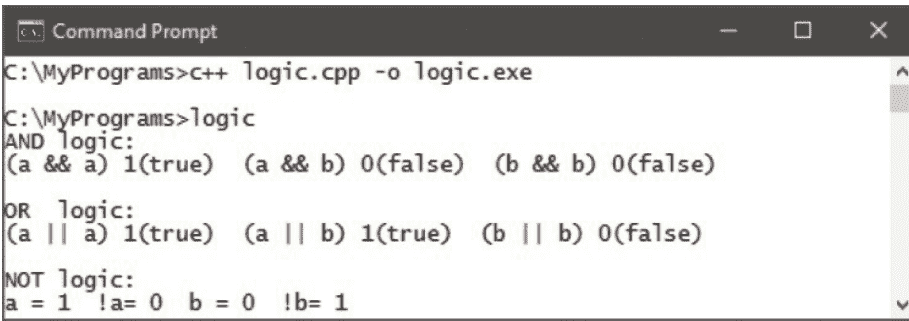 Command Prompt
C:\MyPrograms>c++ logic.cpp -o logic.exe
C:\MyPrograms>logic
AND logic:
(a && a) 1(true)  (a && b) 0(false)  (b && b) 0(false)
OR  logic:
(a || a) 1(true)  (a || b) 1(true)  (b || b) 0(false)
NOT logic:
a = 1  !a= 0  b = 0  !b= 1